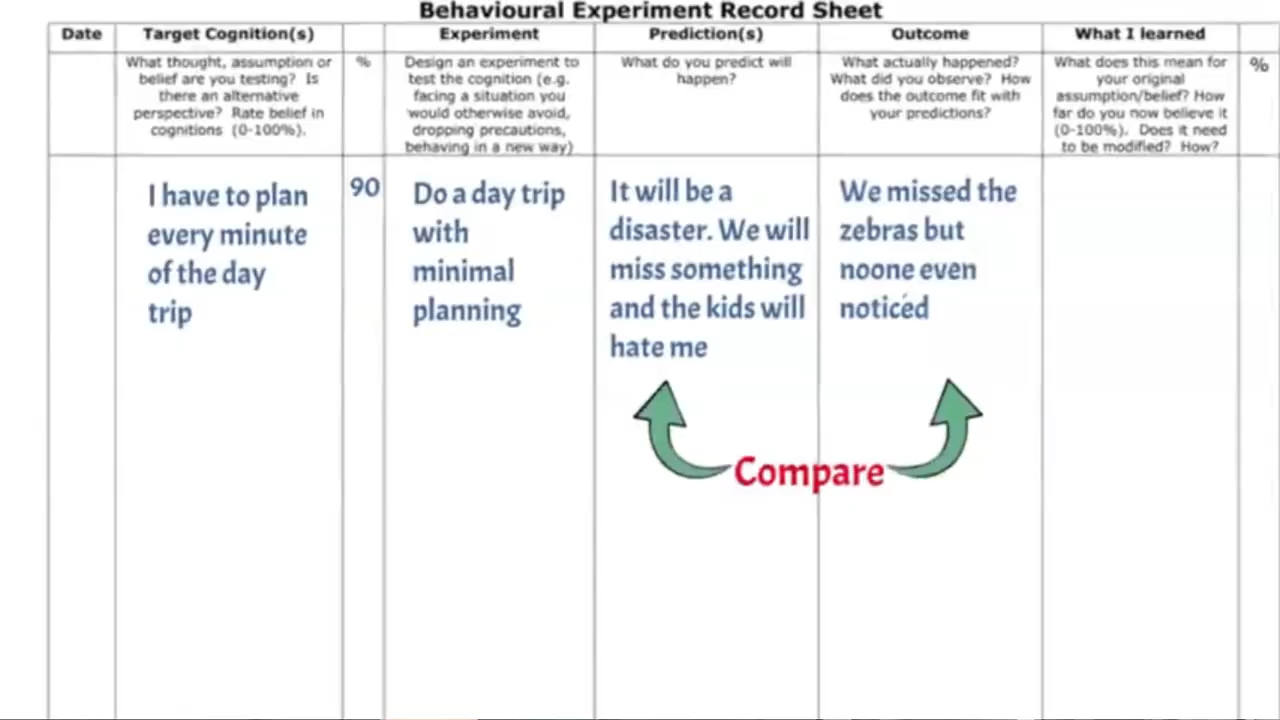 Behavioural Experiment Record Sheet
Date
Target Cognition(s)
Experiment
Prediction(s)
Outcome
What I learned
What thought, assumption or
belief are you testing? Is
there an alternative
perspective? Rate belief in
cognitions (0-100%).
%
Design an experiment to
test the cognition (e.g.
facing a situation you
would otherwise avoid,
dropping precautions,
behaving in a new way)
What do you predict will
happen?
What actually happened?
What did you observe? How
does the outcome fit with
your predictions?
What does this mean for
your original
assumption/belief? How
far do you now believe it
(0-100%). Does it need
to be modified? How?
%
I have to plan
every minute
of the day
trip
90
Do a day trip
with
minimal
planning
It will be a
disaster. We will
miss something
and the kids will
hate me
We missed the
zebras but
noone even
noticed
Compare